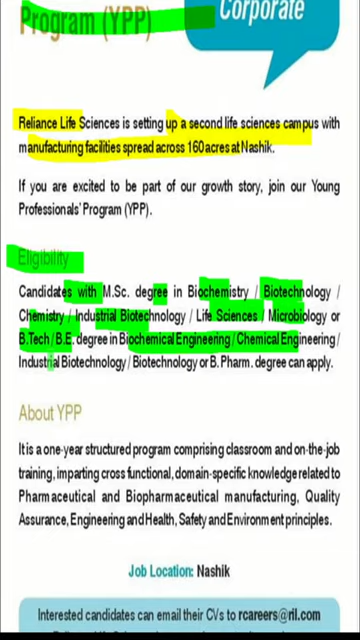 Corporate
Program (YPP)
Reliance Life Sciences is setting up a second life sciences campus with
manufacturing facilities spread across 160 acres at Nashik.
If you are excited to be part of our growth story, join our Young
Professionals' Program (YPP).
Eligibility
Candidates with M.Sc. degree in Biochemistry / Biotechnology /
Chemistry / Industrial Biotechnology / Life Sciences / Microbiology or
B.Tech / B.E. degree in Biochemical Engineering / Chemical Engineering /
Industrial Biotechnology / Biotechnology or B. Pharm. degree can apply.
About YPP
It is a one-year structured program comprising classroom and on-the-job
training, imparting cross functional, domain-specific knowledge related to
Pharmaceutical and Biopharmaceutical manufacturing, Quality
Assurance, Engineering and Health, Safety and Environment principles.
Job Location: Nashik
Interested candidates can email their CVs to rcareers@ril.com